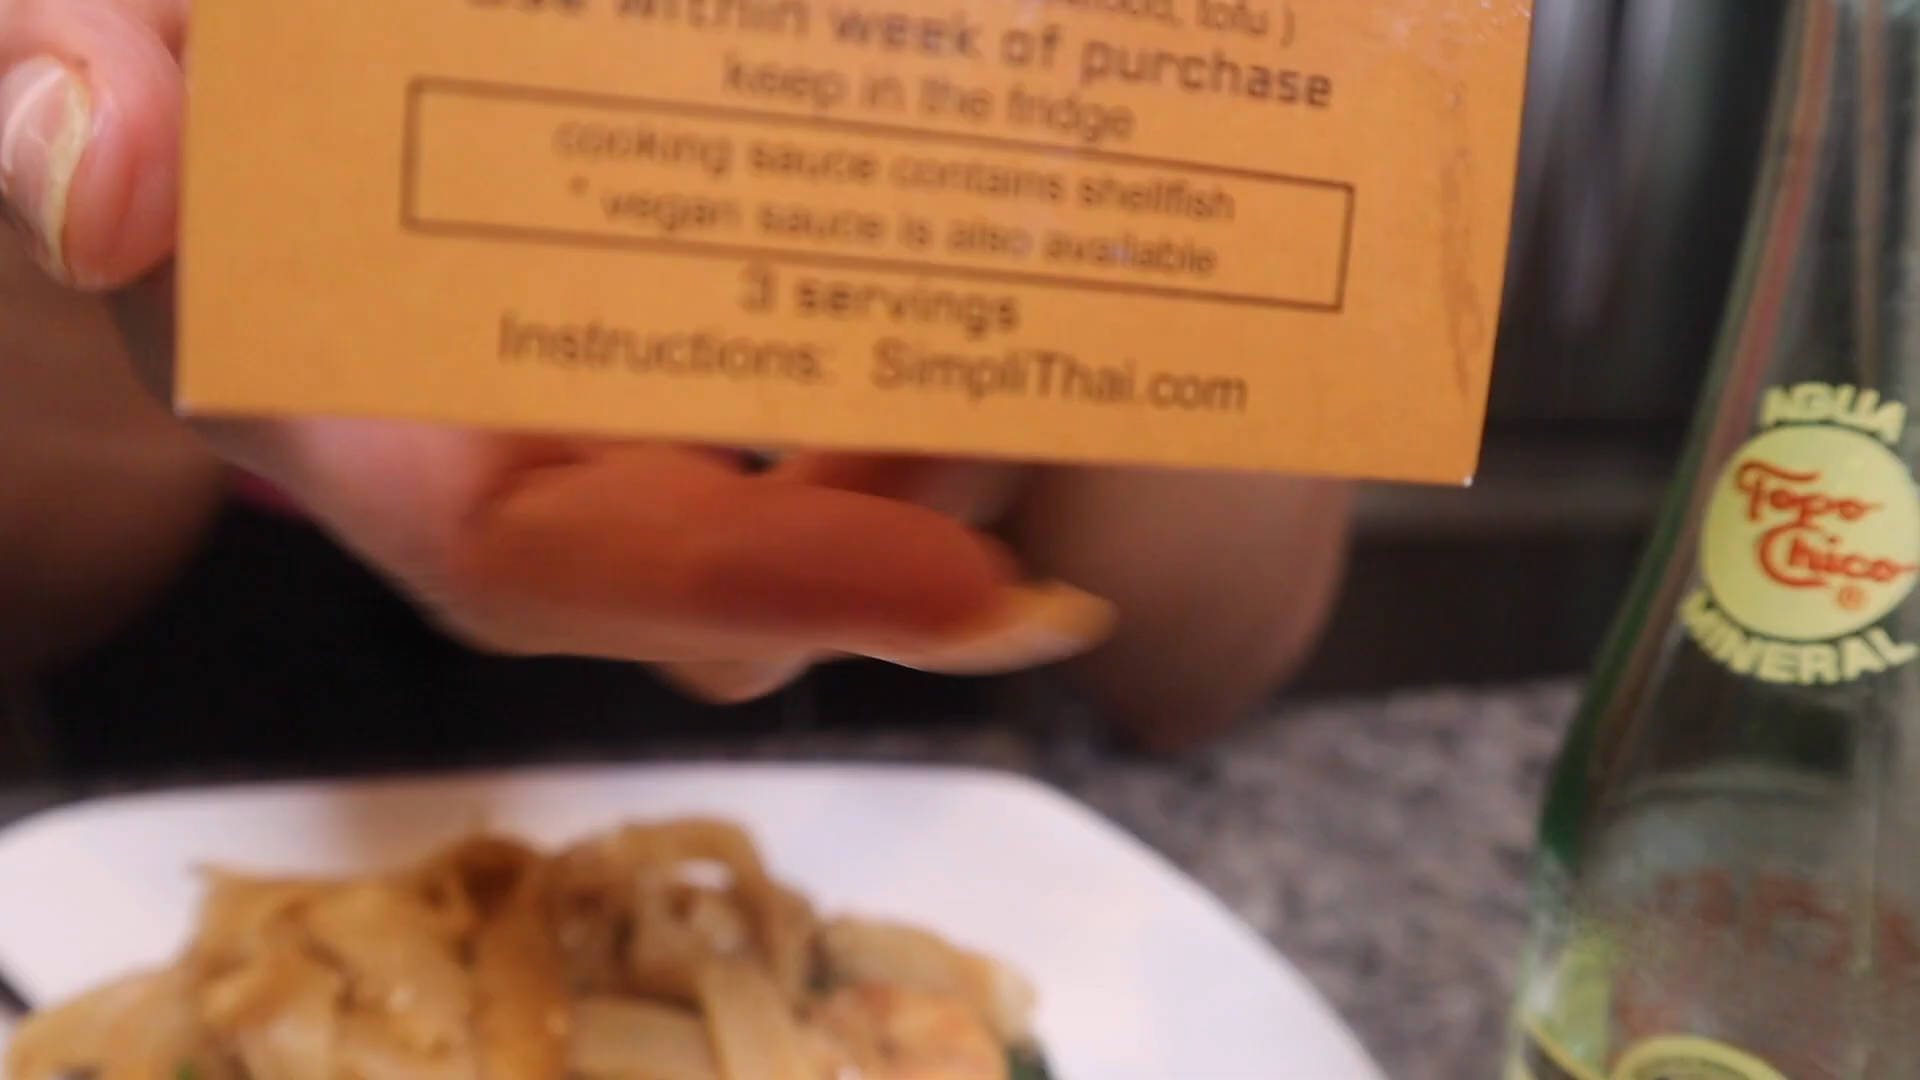 tofu )
Use within week of purchase
keep in the fridge
cooking sauce contains shellfish
* vegan sauce is also available
3 servings
Instructions: SimpliThai.com
AGUA
Topo
Chico
®
MINERAL